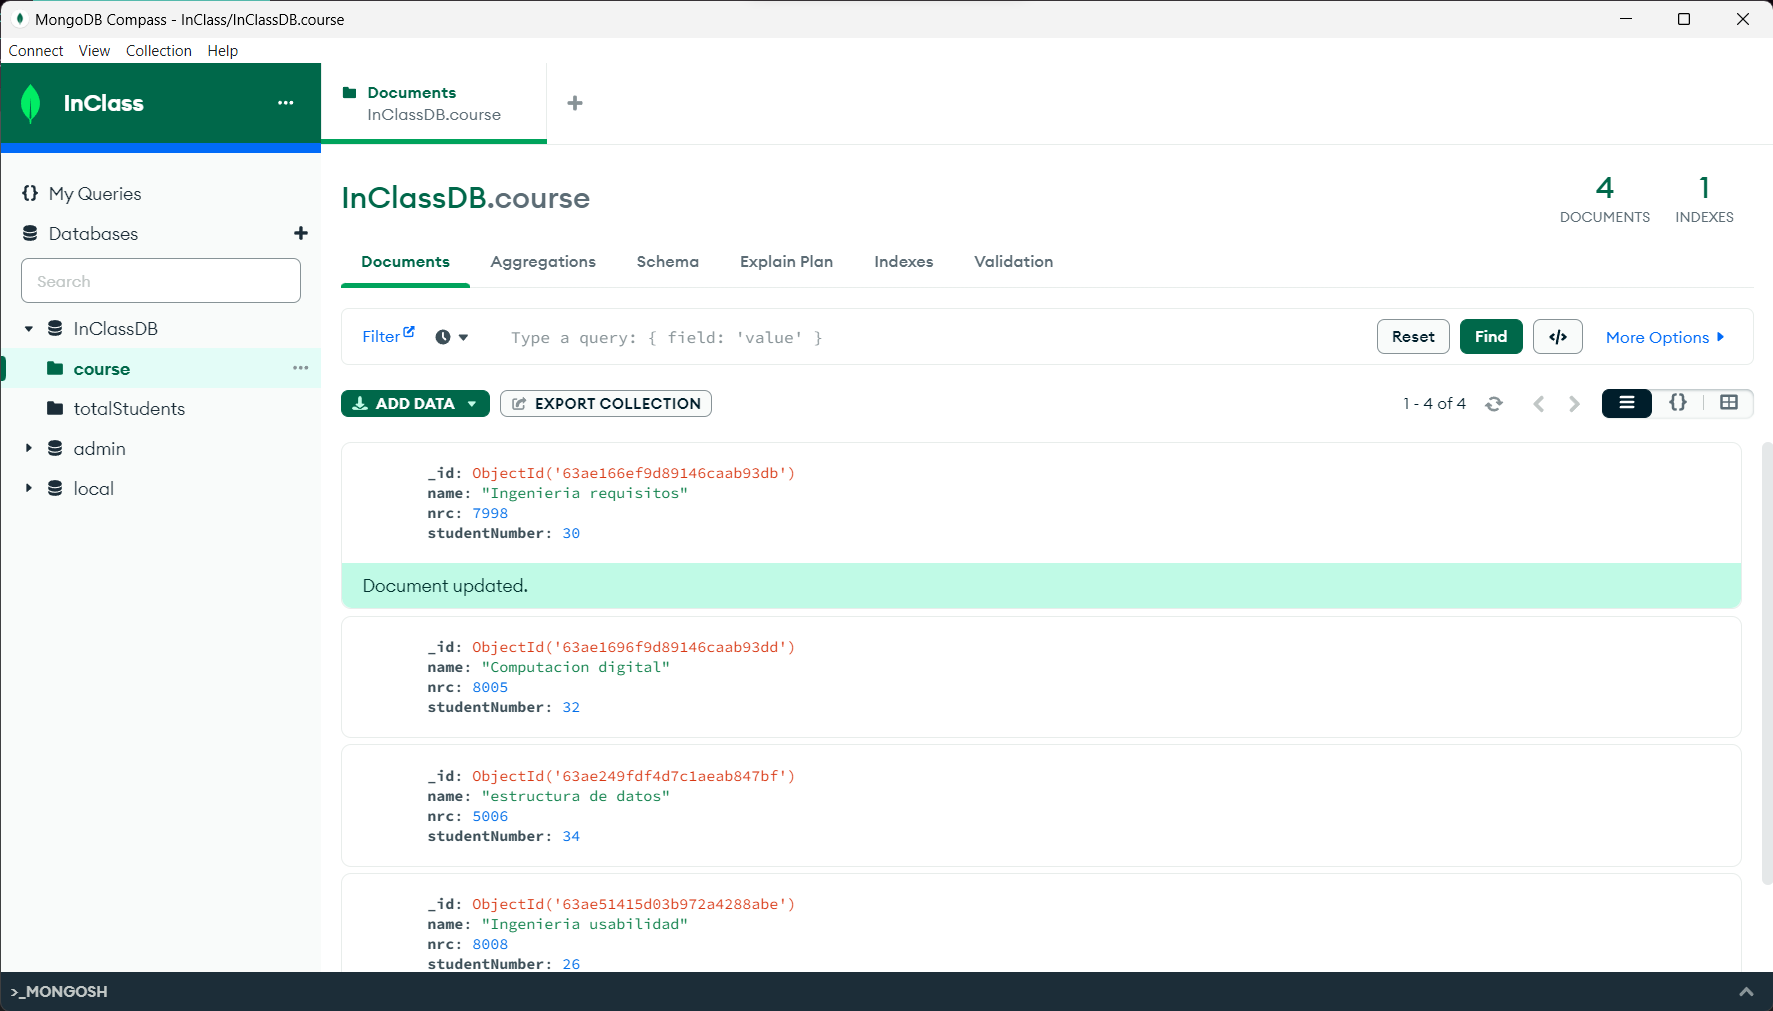 MongoDB Compass - InClass/InClassDB.course
Connect View Collection Help
InClass
Documents
InClassDB.course
My Queries
Databases
Search
InClassDB
course
totalStudents
admin
local
InClassDB.course
4
DOCUMENTS
1
INDEXES
Documents Aggregations Schema Explain Plan Indexes Validation
Filter Type a query: { field: 'value' } Reset Find </> More Options
ADD DATA EXPORT COLLECTION 1 - 4 of 4 {}
_id: ObjectId('63ae166ef9d89146caab93db')
name: "Ingenieria requisitos"
nrc: 7998
studentNumber: 30
Document updated.
_id: ObjectId('63ae1696f9d89146caab93dd')
name: "Computacion digital"
nrc: 8005
studentNumber: 32
_id: ObjectId('63ae249fdf4d7c1aeab847bf')
name: "estructura de datos"
nrc: 5006
studentNumber: 34
_id: ObjectId('63ae51415d03b972a4288abe')
name: "Ingenieria usabilidad"
nrc: 8008
studentNumber: 26
>_MONGOSH